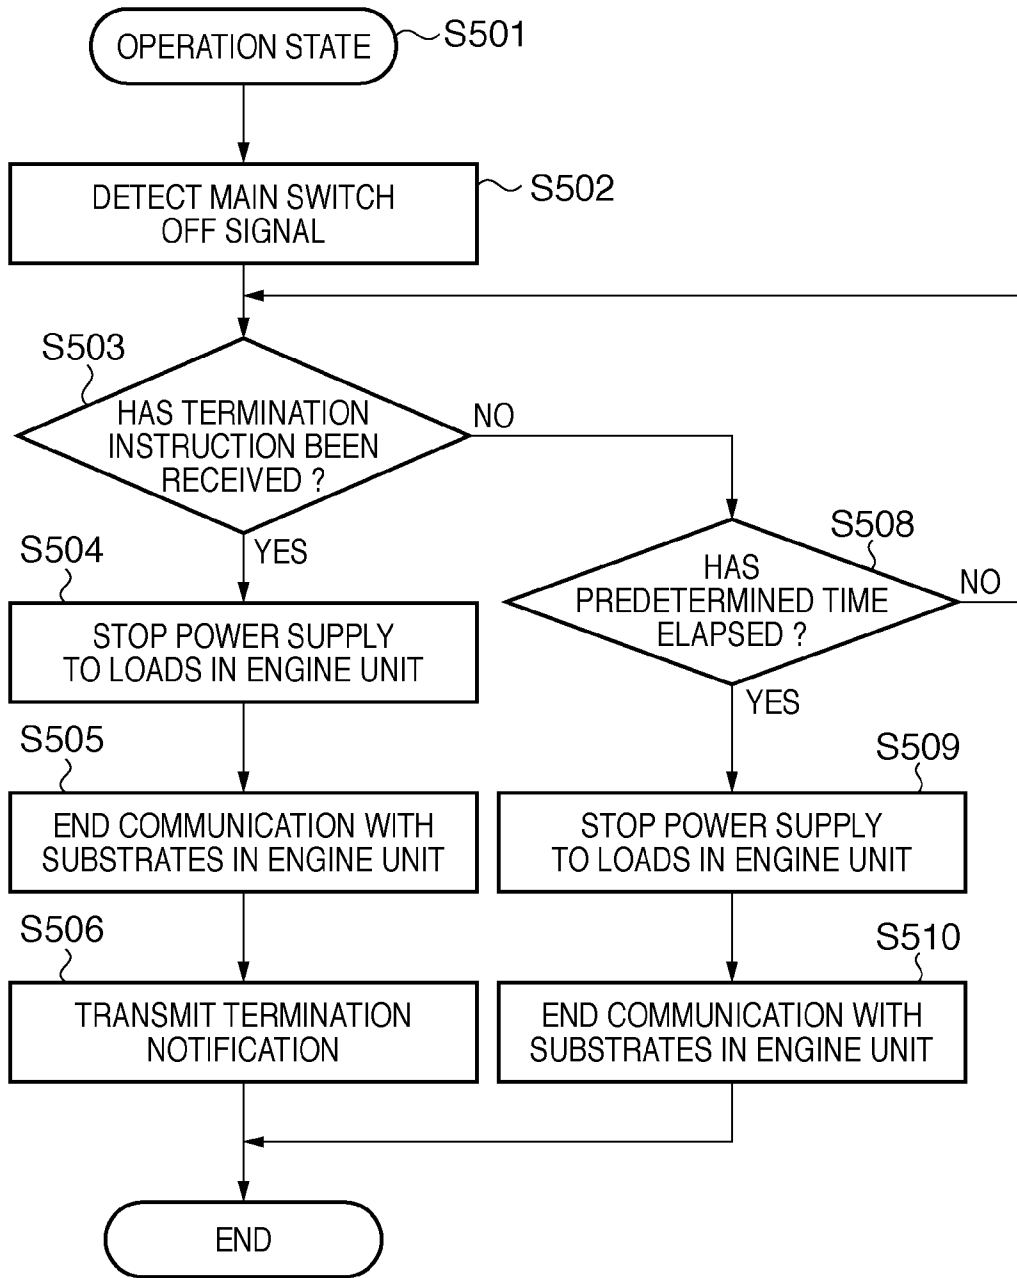 OPERATION STATE
S501
DETECT MAIN SWITCH
OFF SIGNAL
S502
S503
HAS TERMINATION
INSTRUCTION BEEN
RECEIVED ?
NO
YES
S504
STOP POWER SUPPLY
TO LOADS IN ENGINE UNIT
S505
END COMMUNICATION WITH
SUBSTRATES IN ENGINE UNIT
S506
TRANSMIT TERMINATION
NOTIFICATION
S508
HAS
PREDETERMINED TIME
ELAPSED ?
NO
YES
S509
STOP POWER SUPPLY
TO LOADS IN ENGINE UNIT
S510
END COMMUNICATION WITH
SUBSTRATES IN ENGINE UNIT
END